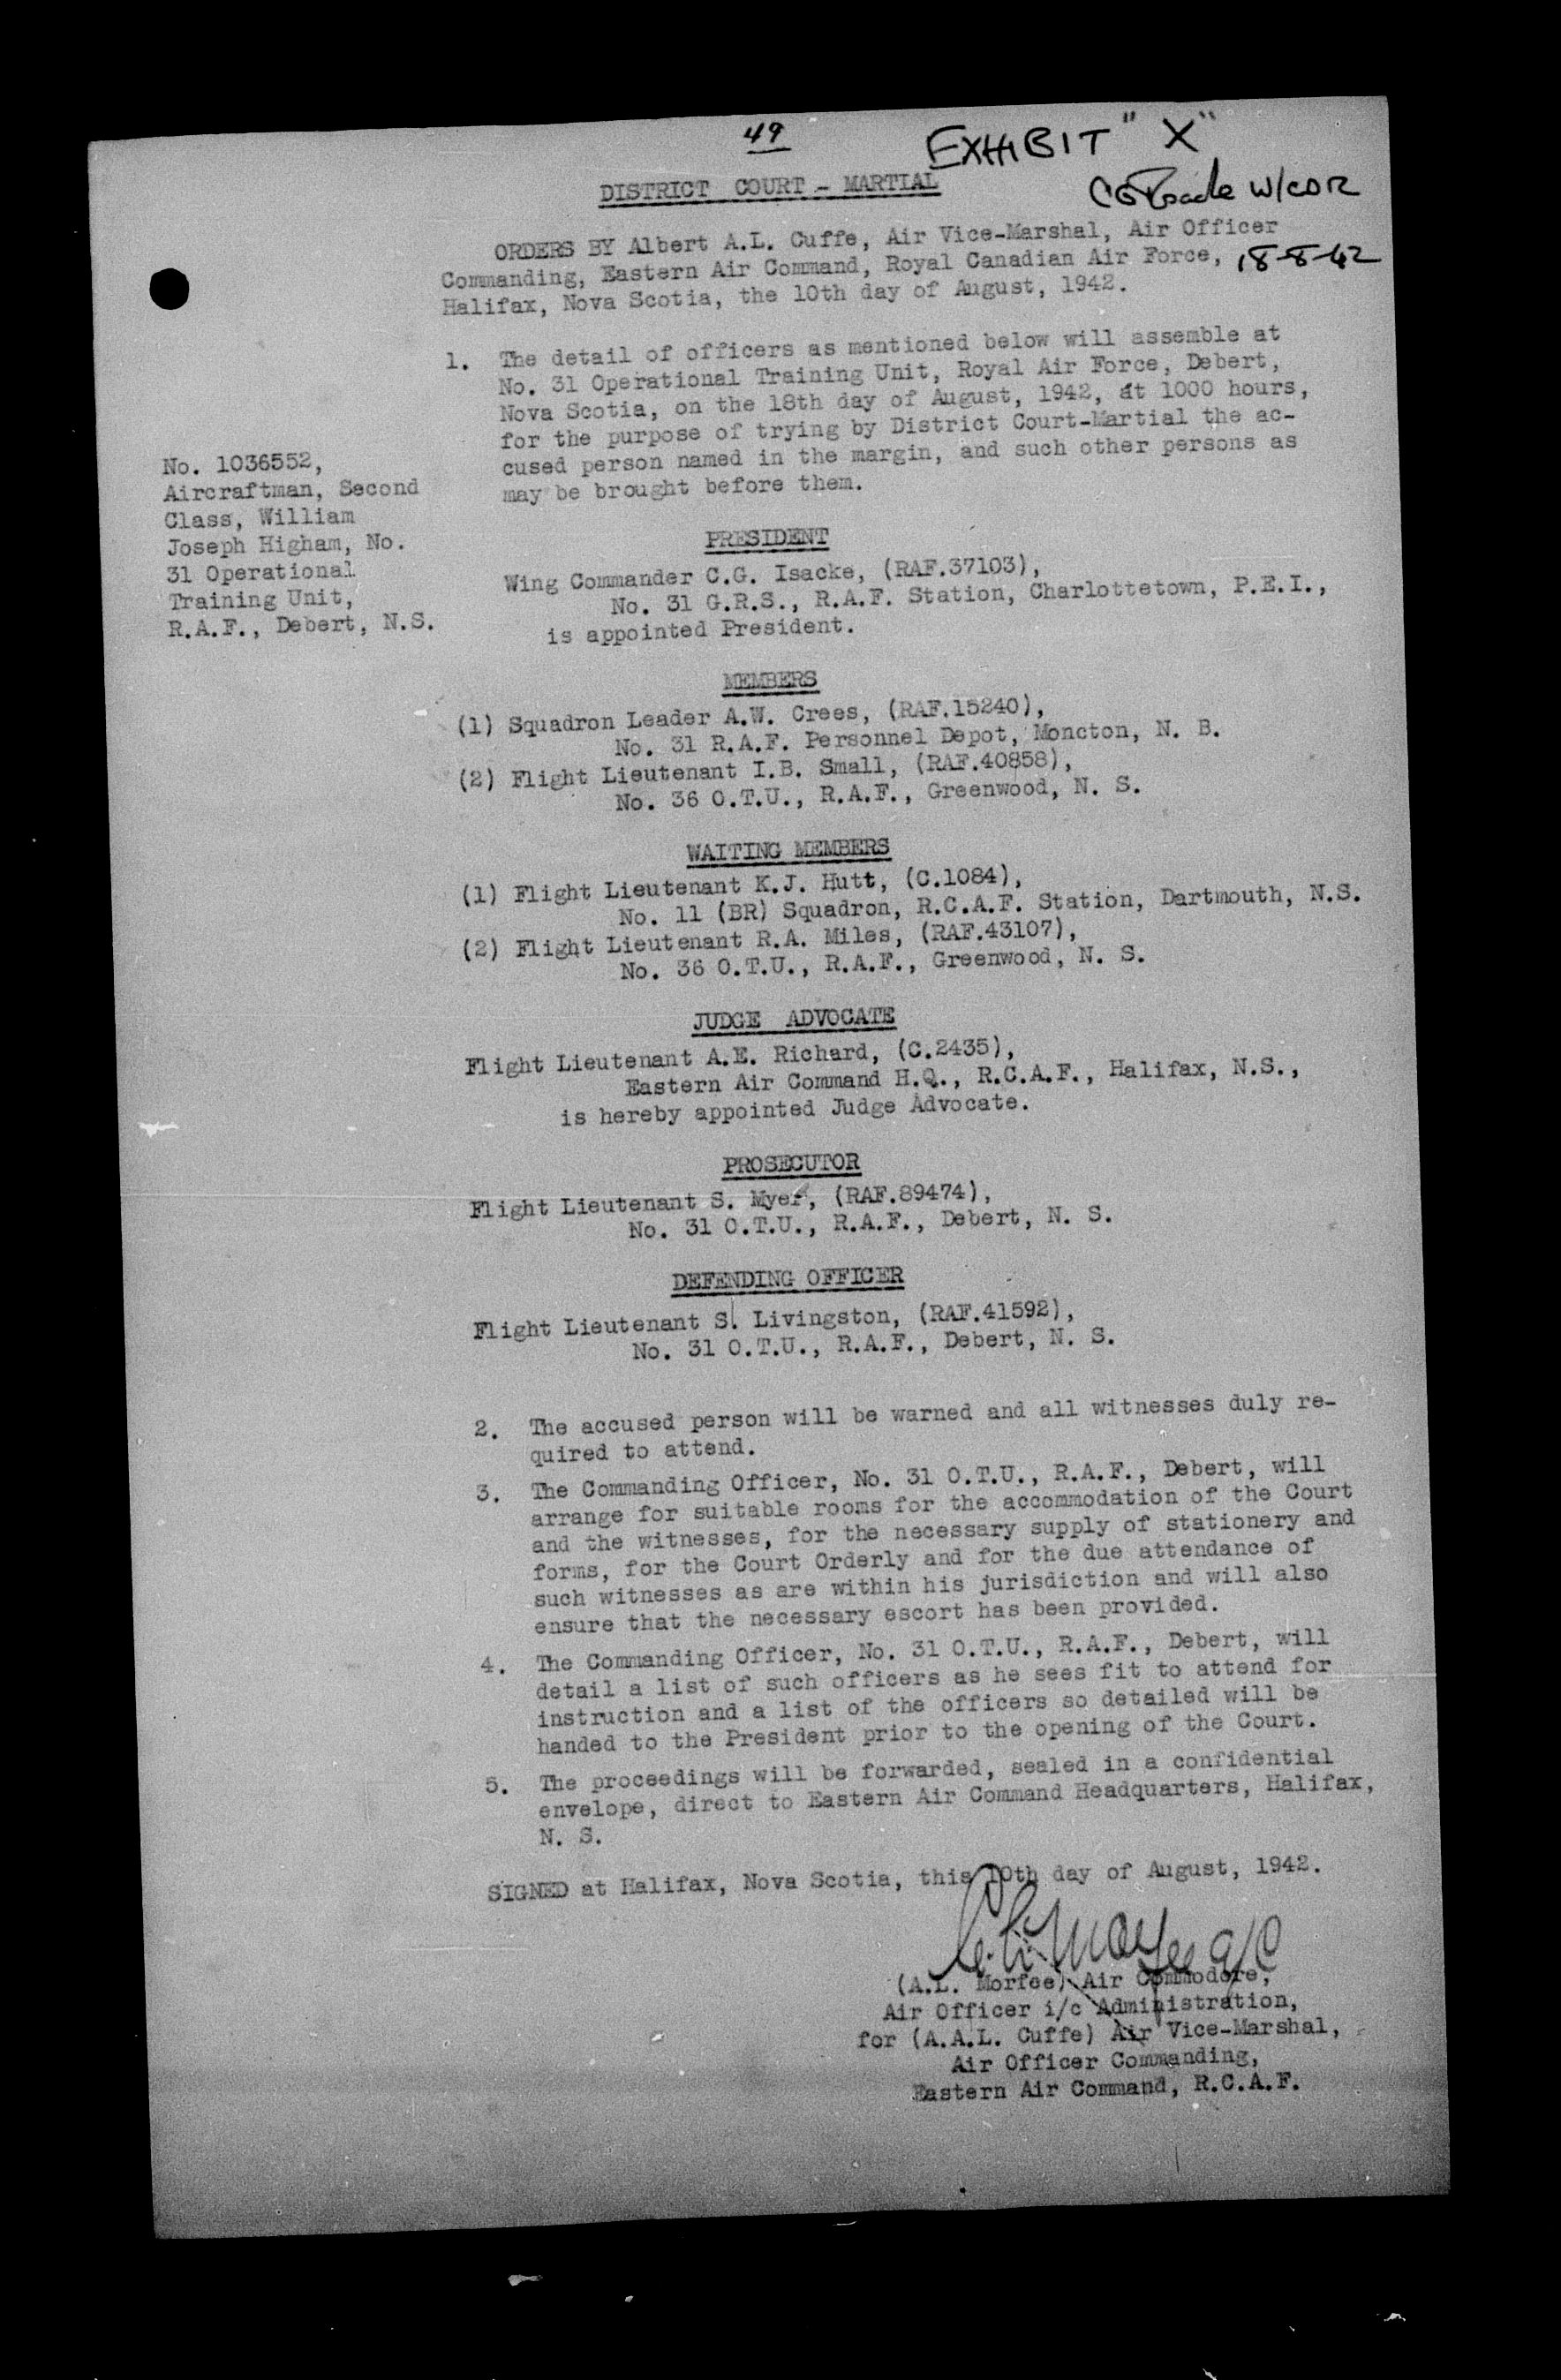 49
EXHIBIT "X"
DISTRICT COURT - MARTIAL
W/CDR
ORDERS BY Albert A.L. Cuffe, Air Vice-Marshal, Air Officer
Commanding, Eastern Air Command, Royal Canadian Air Force,
18-8-42
Halifax, Nova Scotia, the 10th day of August, 1942.
1. The detail of officers as mentioned below will assemble at
No. 31 Operational Training Unit, Royal Air Force, Debert,
Nova Scotia, on the 18th day of August, 1942, at 1000 hours,
for the purpose of trying by District Court-Martial the ac-
cused person named in the margin, and such other persons as
may be brought before them.
No. 1036552,
Aircraftman, Second
Class, William
Joseph Higham, No.
31 Operational
Training Unit,
R.A.F., Debert, N.S.
PRESIDENT
Wing Commander C.G. Isacke, (RAF.37103),
No. 31 G.R.S., R.A.F. Station, Charlottetown, P.E.I.,
is appointed President.
MEMBERS
(1) Squadron Leader A.W. Crees, (RAF.15240),
No. 31 R.A.F. Personnel Depot, Moncton, N. B.
(2) Flight Lieutenant I.B. Small, (RAF.40858),
No. 36 O.T.U., R.A.F., Greenwood, N. S.
WAITING MEMBERS
(1) Flight Lieutenant K.J. Hutt, (C.1084),
No. 11 (BR) Squadron, R.C.A.F. Station, Dartmouth, N.S.
(2) Flight Lieutenant R.A. Miles, (RAF.43107),
No. 36 O.T.U., R.A.F., Greenwood, N. S.
JUDGE ADVOCATE
Flight Lieutenant A.E. Richard, (C.2435),
Eastern Air Command H.Q., R.C.A.F., Halifax, N.S.,
is hereby appointed Judge Advocate.
PROSECUTOR
Flight Lieutenant S. Myer, (RAF.89474),
No. 31 O.T.U., R.A.F., Debert, N. S.
DEFENDING OFFICER
Flight Lieutenant S. Livingston, (RAF.41592),
No. 31 O.T.U., R.A.F., Debert, N. S.
2. The accused person will be warned and all witnesses duly re-
quired to attend.
3. The Commanding Officer, No. 31 O.T.U., R.A.F., Debert, will
arrange for suitable rooms for the accommodation of the Court
and the witnesses, for the necessary supply of stationery and
forms, for the Court Orderly and for the due attendance of
such witnesses as are within his jurisdiction and will also
ensure that the necessary escort has been provided.
4. The Commanding Officer, No. 31 O.T.U., R.A.F., Debert, will
detail a list of such officers as he sees fit to attend for
instruction and a list of the officers so detailed will be
handed to the President prior to the opening of the Court.
5. The proceedings will be forwarded, sealed in a confidential
envelope, direct to Eastern Air Command Headquarters, Halifax,
N. S.
SIGNED at Halifax, Nova Scotia, this 10th day of August, 1942.
(A.L. Morfee) Air Commodore,
Air Officer i/c Administration,
for (A.A.L. Cuffe) Air Vice-Marshal,
Air Officer Commanding,
Eastern Air Command, R.C.A.F.